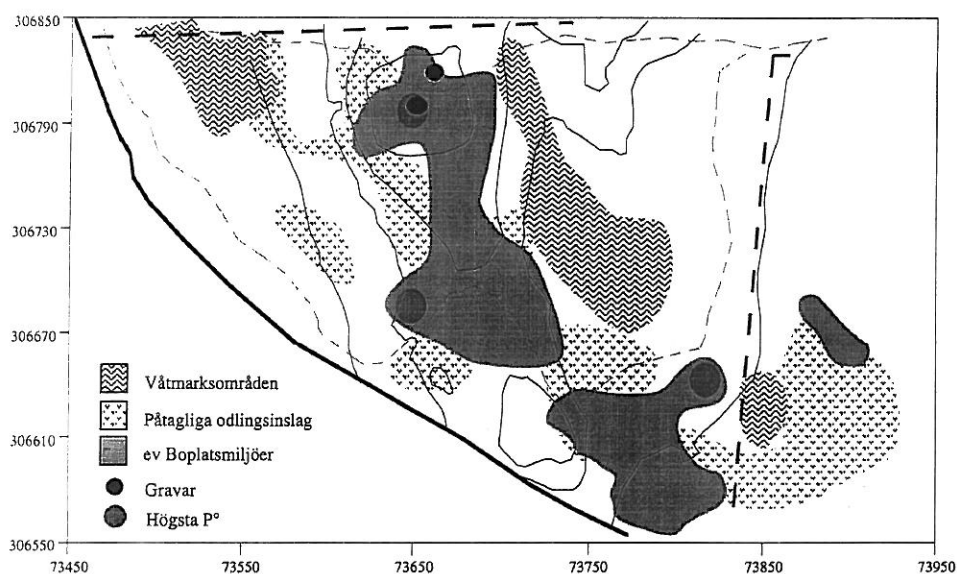 306850
306790
306730
306670
306610
306550
Våtmarksområden
Påtagliga odlingsinslag
ev Boplatsmiljöer
Gravar
Högsta P°
73450
73550
73650
73750
73850
73950